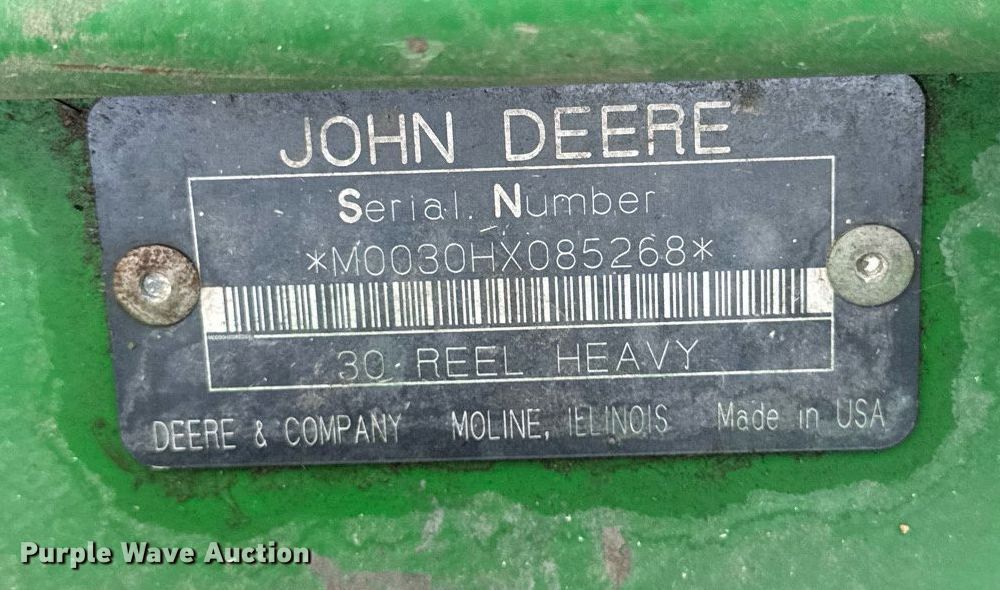 JOHN DEERE
Serial Number
*M0030HX085268*
30 REEL HEAVY
DEERE & COMPANY MOLINE, ILLINOIS Made in USA
Purple Wave Auction